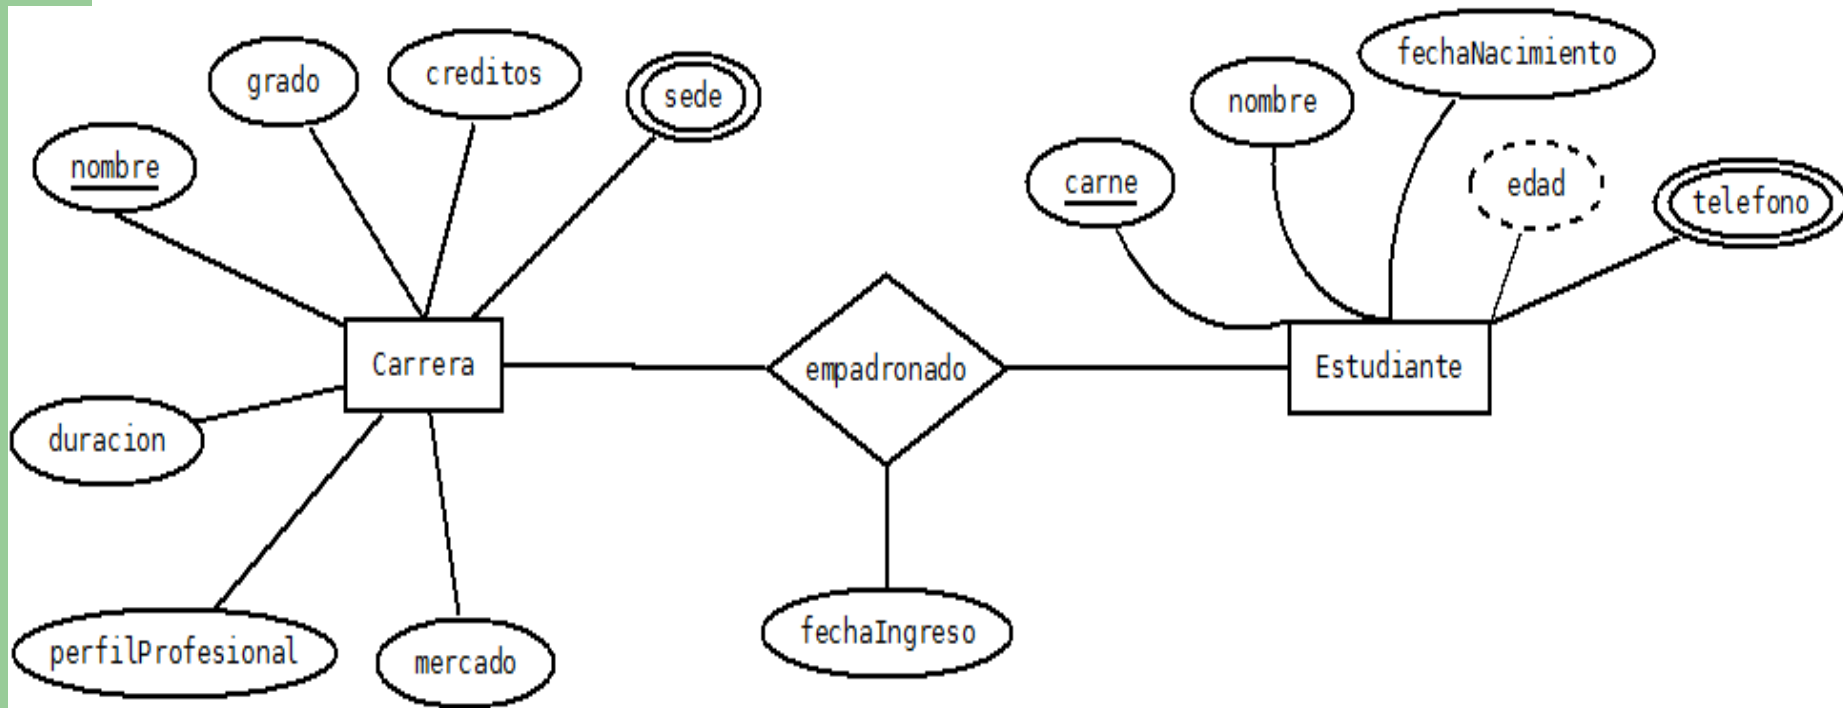 fechaNacimiento
grado
creditos
sede
nombre
nombre
carne
edad
telefono
Carrera
empadronado
Estudiante
duracion
fechaIngreso
perfilProfesional
mercado